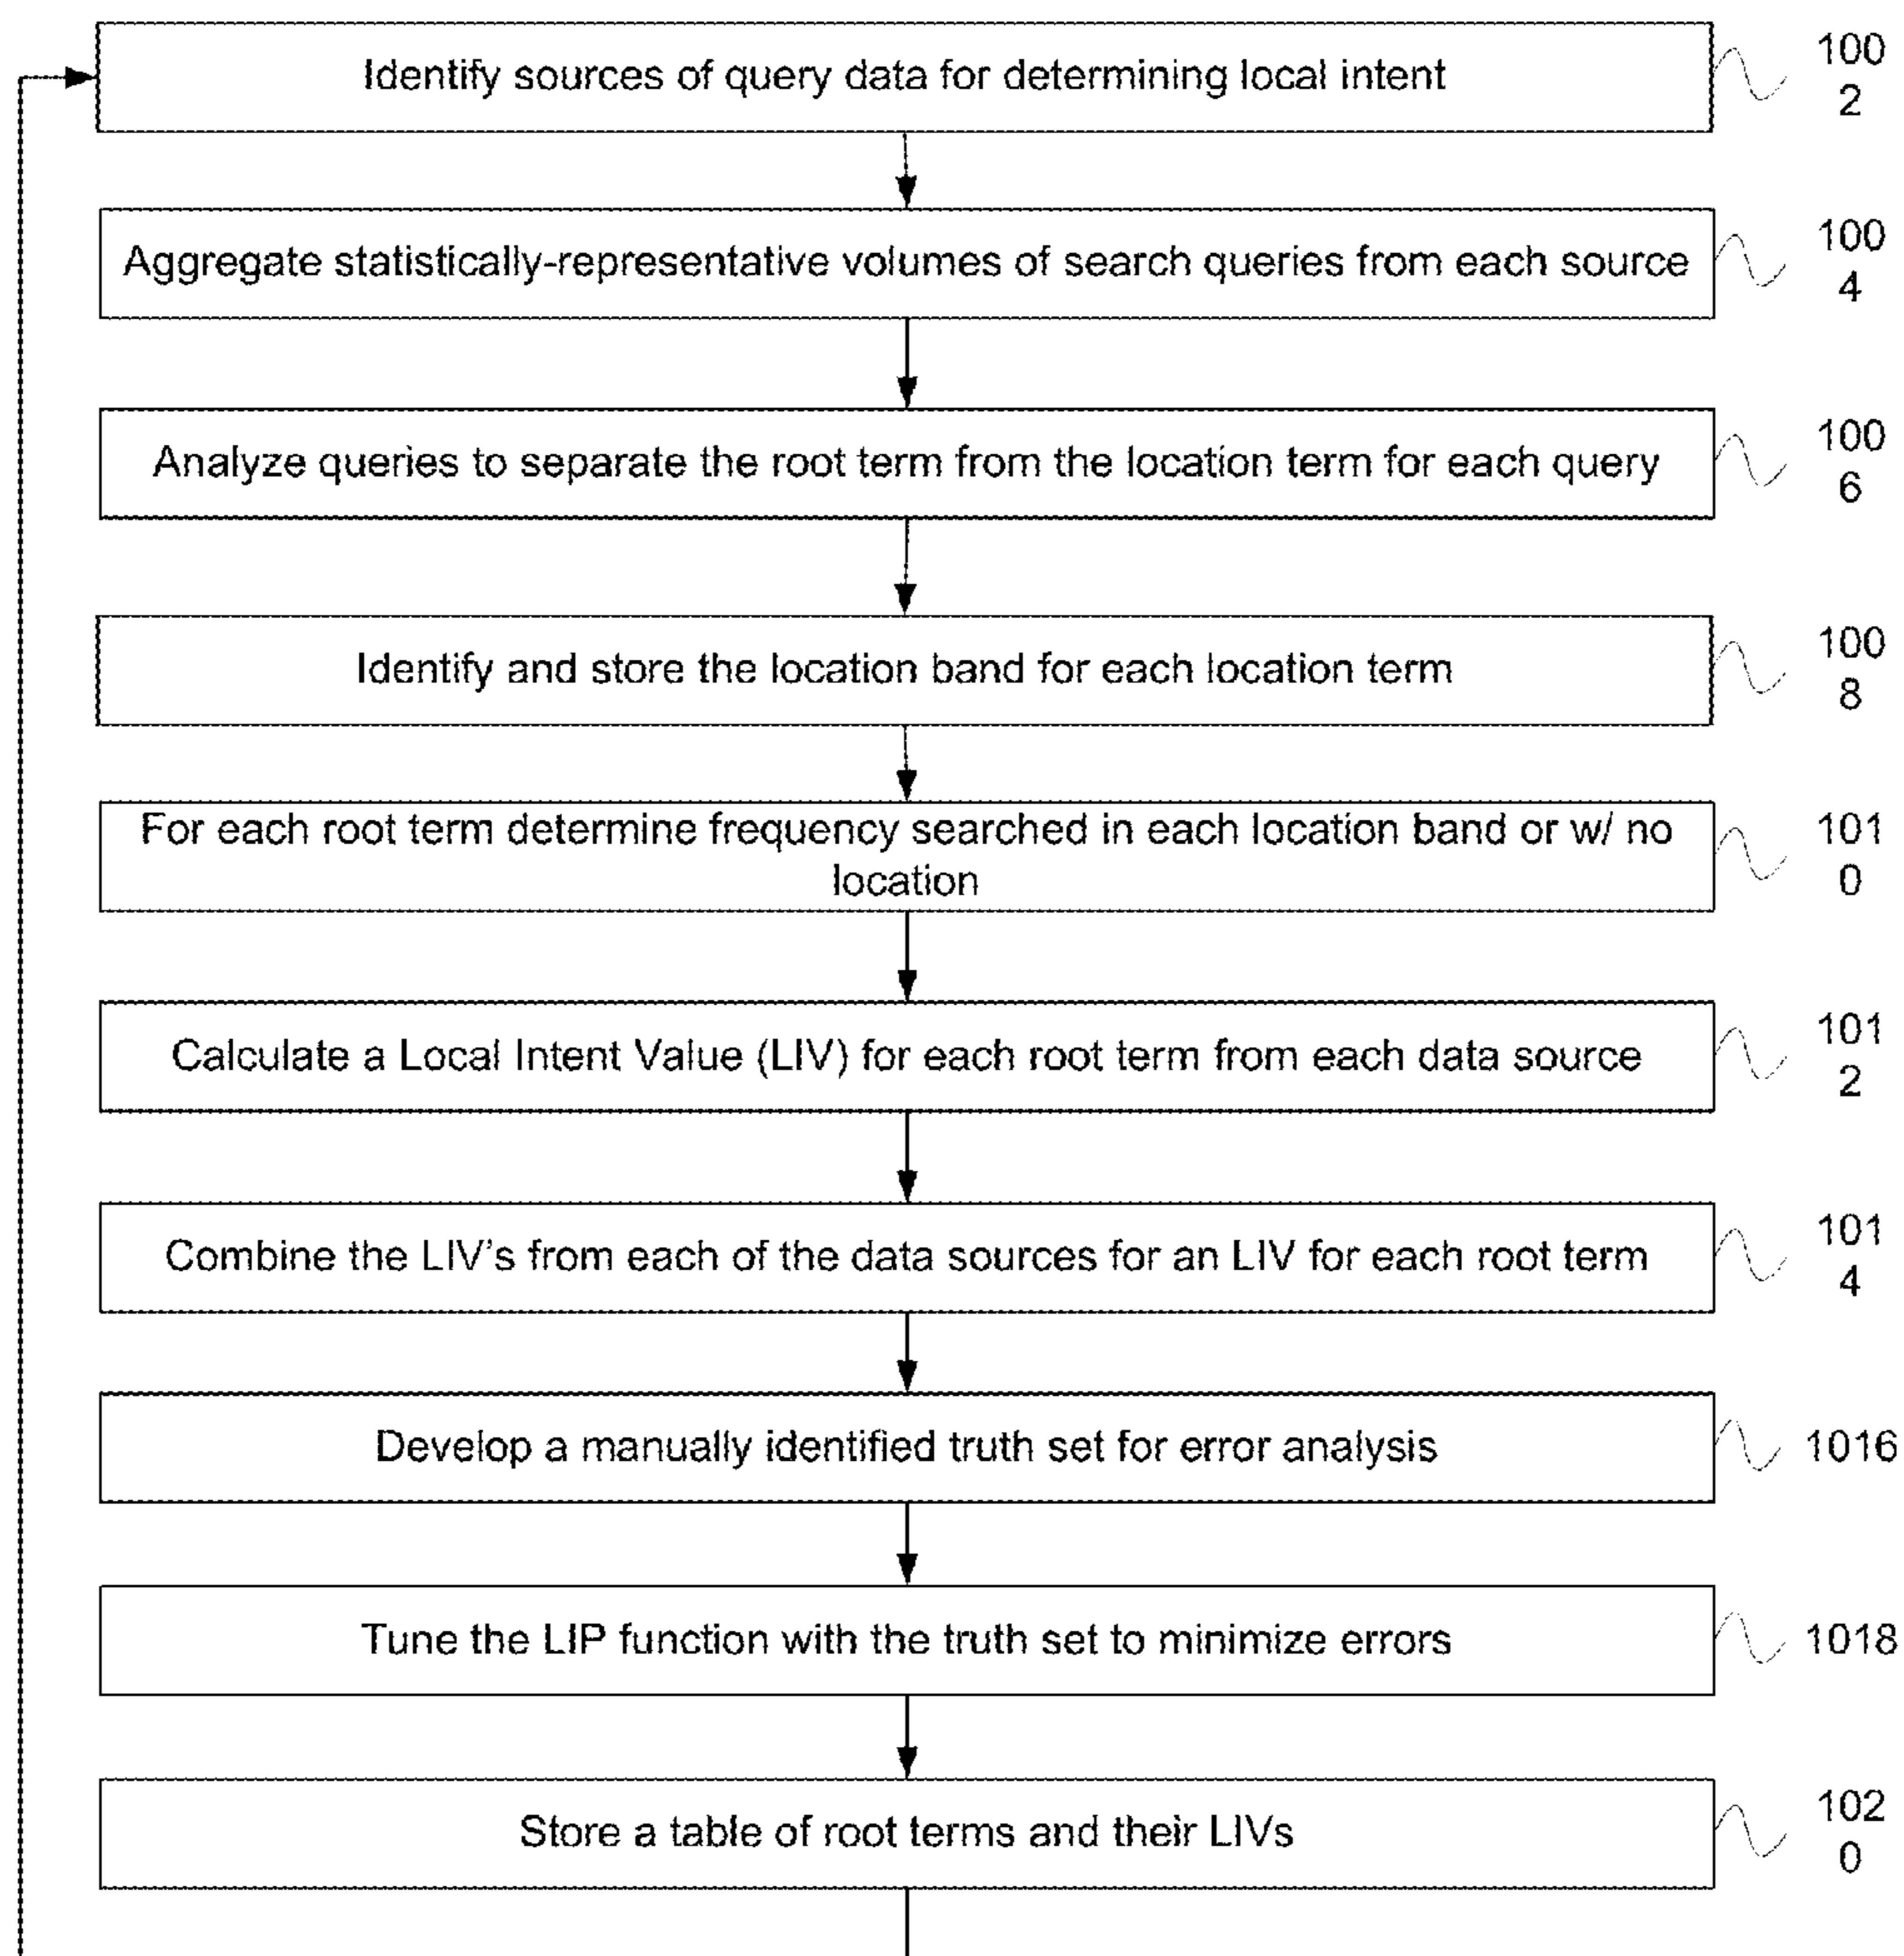 Identify sources of query data for determining local intent
100
2
Aggregate statistically-representative volumes of search queries from each source
100
4
Analyze queries to separate the root term from the location term for each query
100
6
Identify and store the location band for each location term
100
8
For each root term determine frequency searched in each location band or w/ no
location
101
0
Calculate a Local Intent Value (LIV) for each root term from each data source
101
2
Combine the LIV's from each of the data sources for an LIV for each root term
101
4
Develop a manually identified truth set for error analysis
1016
Tune the LIP function with the truth set to minimize errors
1018
Store a table of root terms and their LIVs
102
0